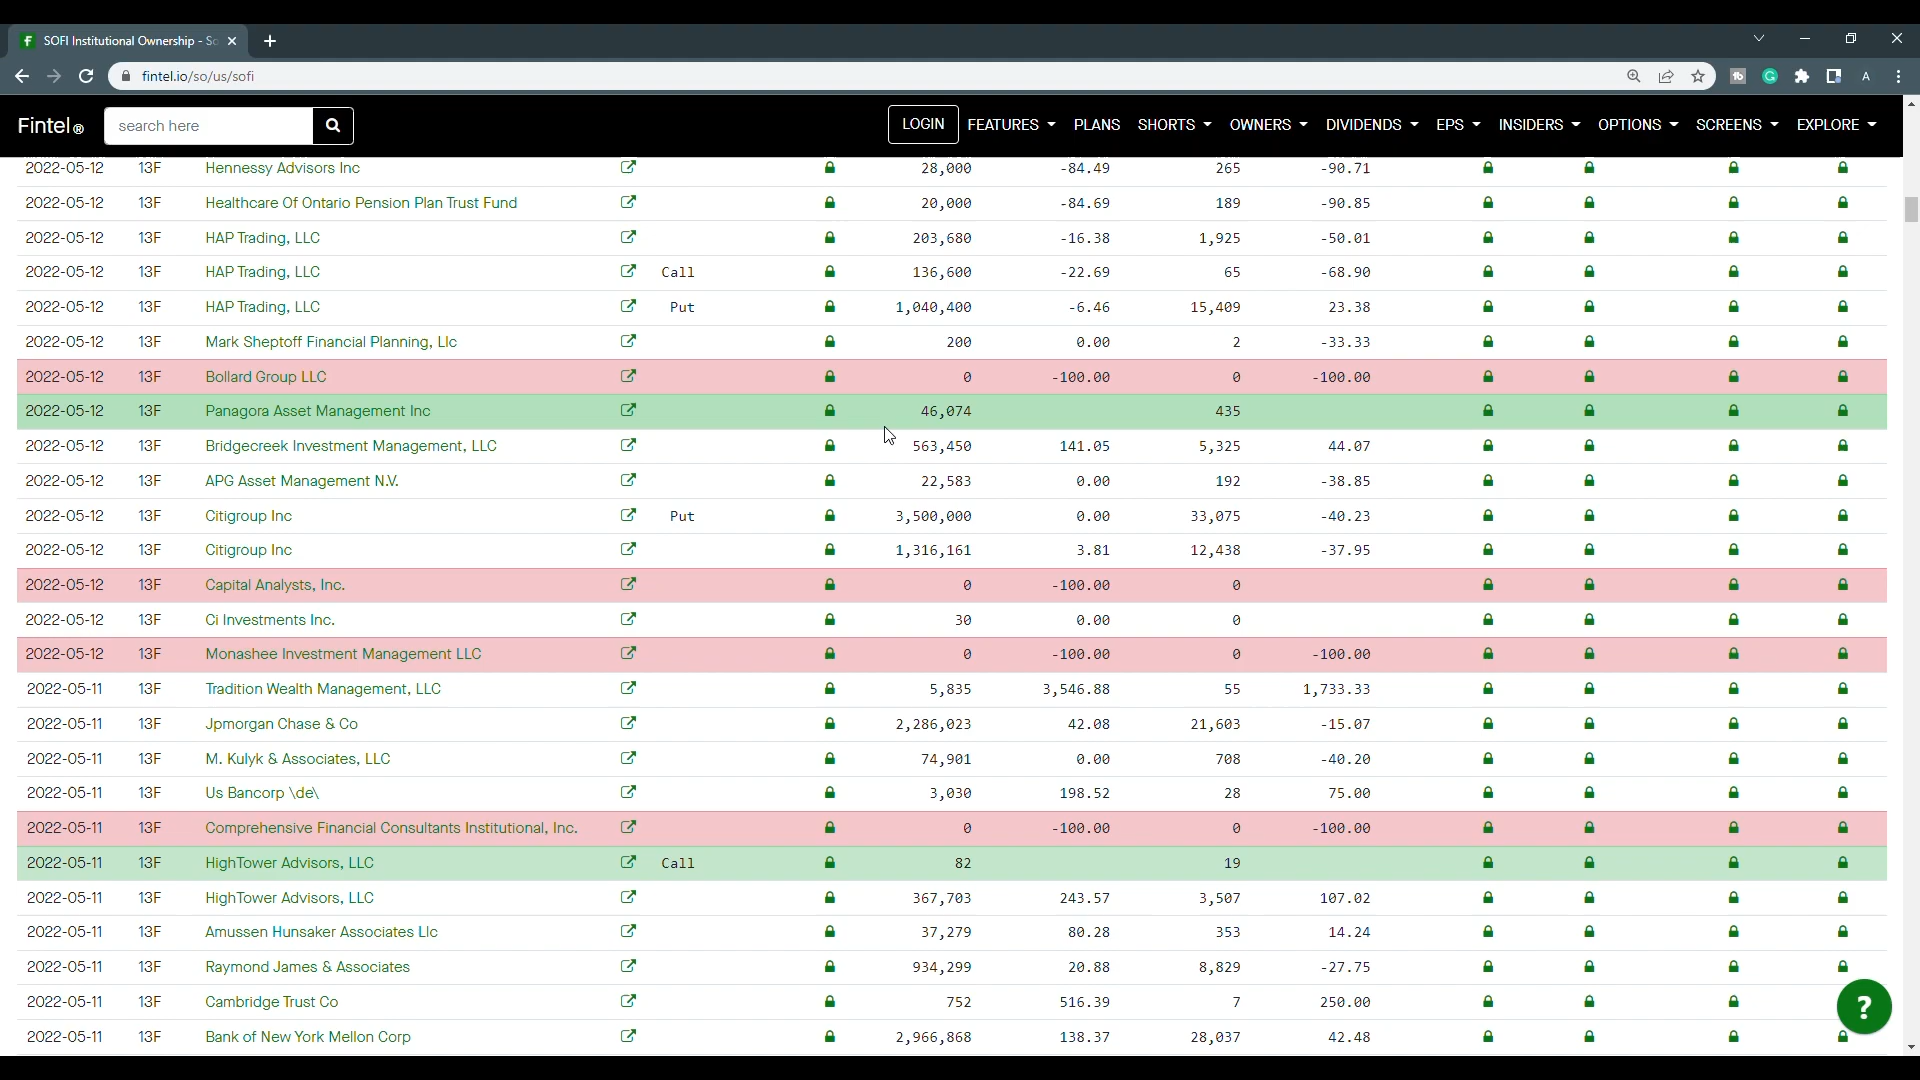 SOFI Institutional Ownership - So
fintel.io/so/us/sofi
A
Fintel® search here LOGIN FEATURES PLANS SHORTS OWNERS DIVIDENDS EPS INSIDERS OPTIONS SCREENS EXPLORE
2022-05-12 13F Hennessy Advisors Inc 28,000 -84.49 265 -90.71
2022-05-12 13F Healthcare Of Ontario Pension Plan Trust Fund 20,000 -84.69 189 -90.85
2022-05-12 13F HAP Trading, LLC 203,680 -16.38 1,925 -50.01
2022-05-12 13F HAP Trading, LLC Call 136,600 -22.69 65 -68.90
2022-05-12 13F HAP Trading, LLC Put 1,040,400 -6.46 15,409 23.38
2022-05-12 13F Mark Sheptoff Financial Planning, Llc 200 0.00 2 -33.33
2022-05-12 13F Bollard Group LLC 0 -100.00 0 -100.00
2022-05-12 13F Panagora Asset Management Inc 46,074 435
2022-05-12 13F Bridgecreek Investment Management, LLC 563,450 141.05 5,325 44.07
2022-05-12 13F APG Asset Management N.V. 22,583 0.00 192 -38.85
2022-05-12 13F Citigroup Inc Put 3,500,000 0.00 33,075 -40.23
2022-05-12 13F Citigroup Inc 1,316,161 3.81 12,438 -37.95
2022-05-12 13F Capital Analysts, Inc. 0 -100.00 0
2022-05-12 13F Ci Investments Inc. 30 0.00 0
2022-05-12 13F Monashee Investment Management LLC 0 -100.00 0 -100.00
2022-05-11 13F Tradition Wealth Management, LLC 5,835 3,546.88 55 1,733.33
2022-05-11 13F Jpmorgan Chase & Co 2,286,023 42.08 21,603 -15.07
2022-05-11 13F M. Kulyk & Associates, LLC 74,901 0.00 708 -40.20
2022-05-11 13F Us Bancorp \de\ 3,030 198.52 28 75.00
2022-05-11 13F Comprehensive Financial Consultants Institutional, Inc. 0 -100.00 0 -100.00
2022-05-11 13F HighTower Advisors, LLC Call 82 19
2022-05-11 13F HighTower Advisors, LLC 367,703 243.57 3,507 107.02
2022-05-11 13F Amussen Hunsaker Associates Llc 37,279 80.28 353 14.24
2022-05-11 13F Raymond James & Associates 934,299 20.88 8,829 -27.75
2022-05-11 13F Cambridge Trust Co 752 516.39 7 250.00
?
2022-05-11 13F Bank of New York Mellon Corp 2,966,868 138.37 28,037 42.48